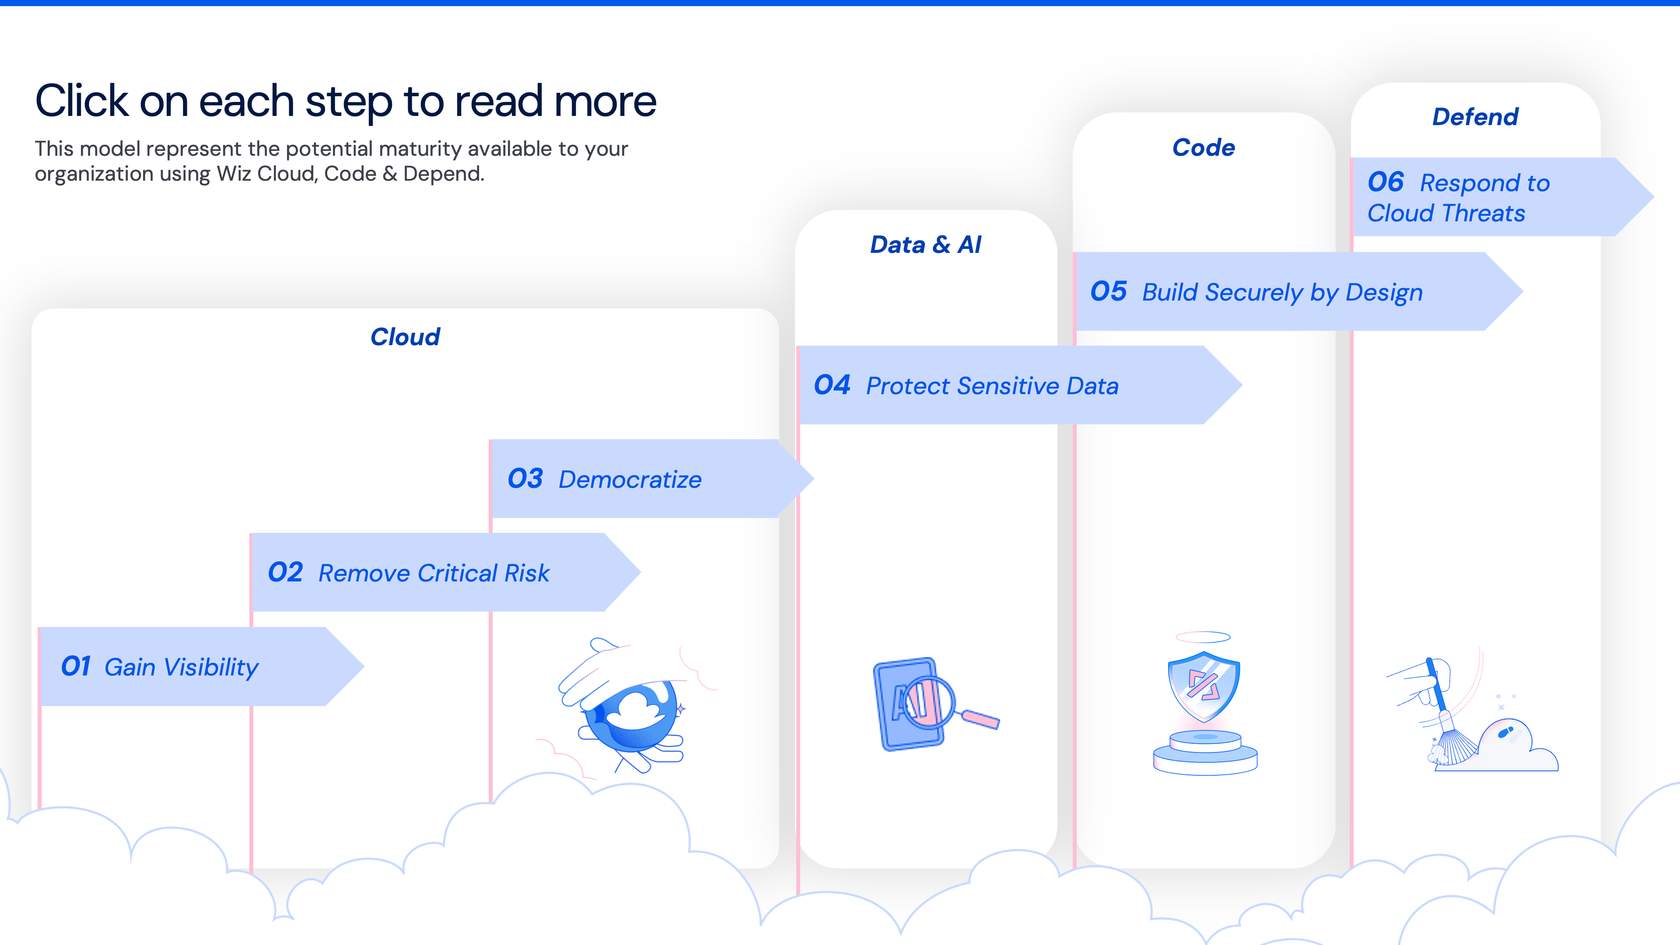 Click on each step to read more
This model represent the potential maturity available to your
organization using Wiz Cloud, Code & Depend.
Cloud
01 Gain Visibility
02 Remove Critical Risk
03 Democratize
Data & AI
04 Protect Sensitive Data
AI
Code
05 Build Securely by Design
Defend
06 Respond to
Cloud Threats